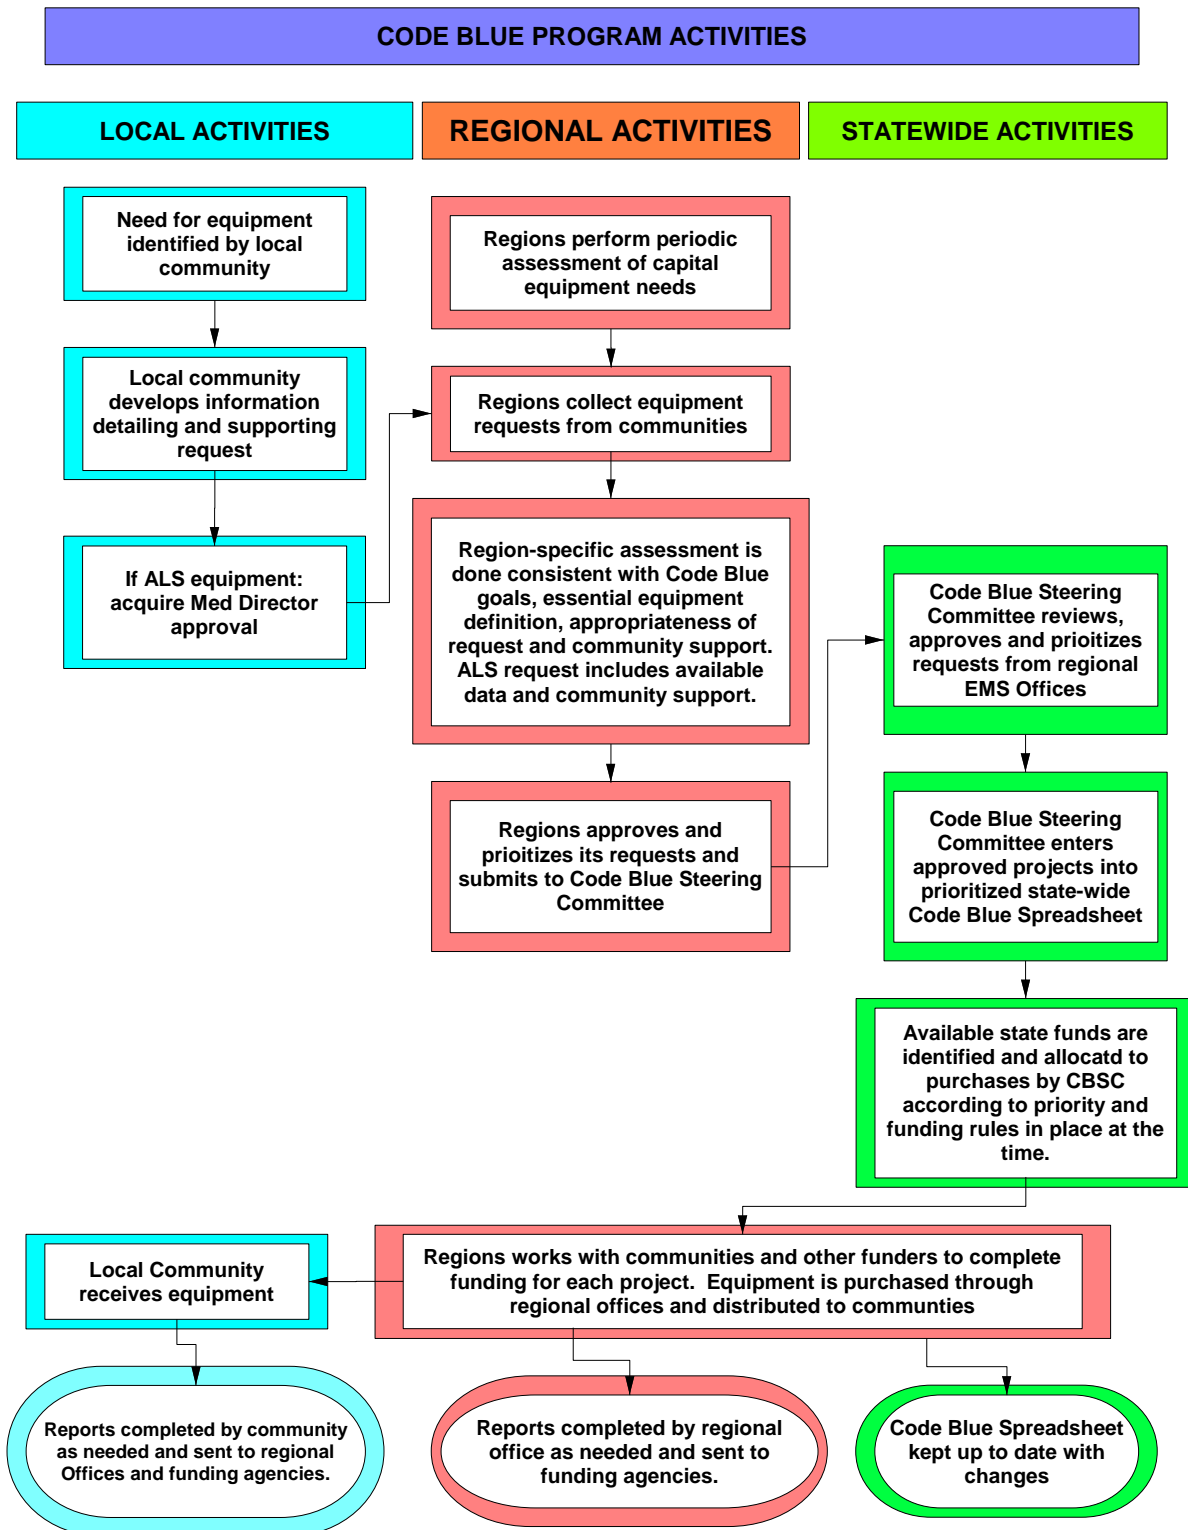 CODE BLUE PROGRAM ACTIVITIES
LOCAL ACTIVITIES
REGIONAL ACTIVITIES
STATEWIDE ACTIVITIES
Need for equipment
identified by local
community
Local community
develops information
detailing and supporting
request
If ALS equipment:
acquire Med Director
approval
Regions perform periodic
assessment of capital
equipment needs
Regions collect equipment
requests from communities
Region-specific assessment is
done consistent with Code Blue
goals, essential equipment
definition, appropriateness of
request and community support.
ALS request includes available
data and community support.
Regions approves and
prioitizes its requests and
submits to Code Blue Steering
Committee
Code Blue Steering
Committee reviews,
approves and prioitizes
requests from regional
EMS Offices
Code Blue Steering
Committee enters
approved projects into
prioritized state-wide
Code Blue Spreadsheet
Available state funds are
identified and allocatd to
purchases by CBSC
according to priority and
funding rules in place at the
time.
Regions works with communities and other funders to complete
funding for each project.  Equipment is purchased through
regional offices and distributed to communties
Local Community
receives equipment
Reports completed by community
as needed and sent to regional
Offices and funding agencies.
Reports completed by regional
office as needed and sent to
funding agencies.
Code Blue Spreadsheet
kept up to date with
changes